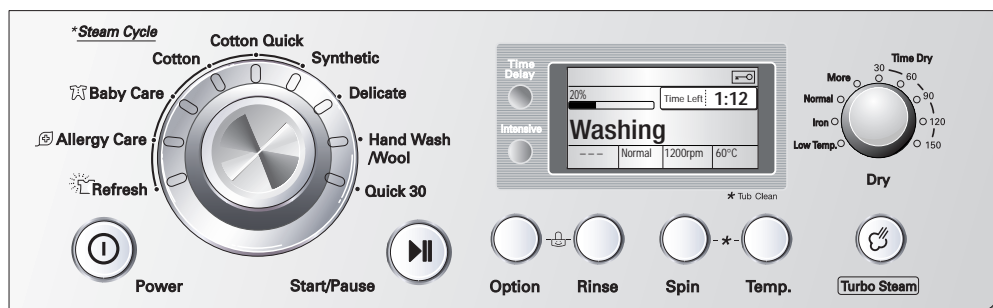 *Steam Cycle
Cotton Quick
Cotton
Synthetic
Baby Care
Delicate
Allergy Care
Hand Wash
/Wool
Refresh
Quick 30
Power
Start/Pause
Time
Delay
Intensive
20%
Time Left 1:12
Washing
--- Normal 1200rpm 60°C
* Tub Clean
Option
Rinse
Spin
-*-
Temp.
Time Dry
30
60
90
120
150
More
Normal
Iron
Low Temp.
Dry
Turbo Steam